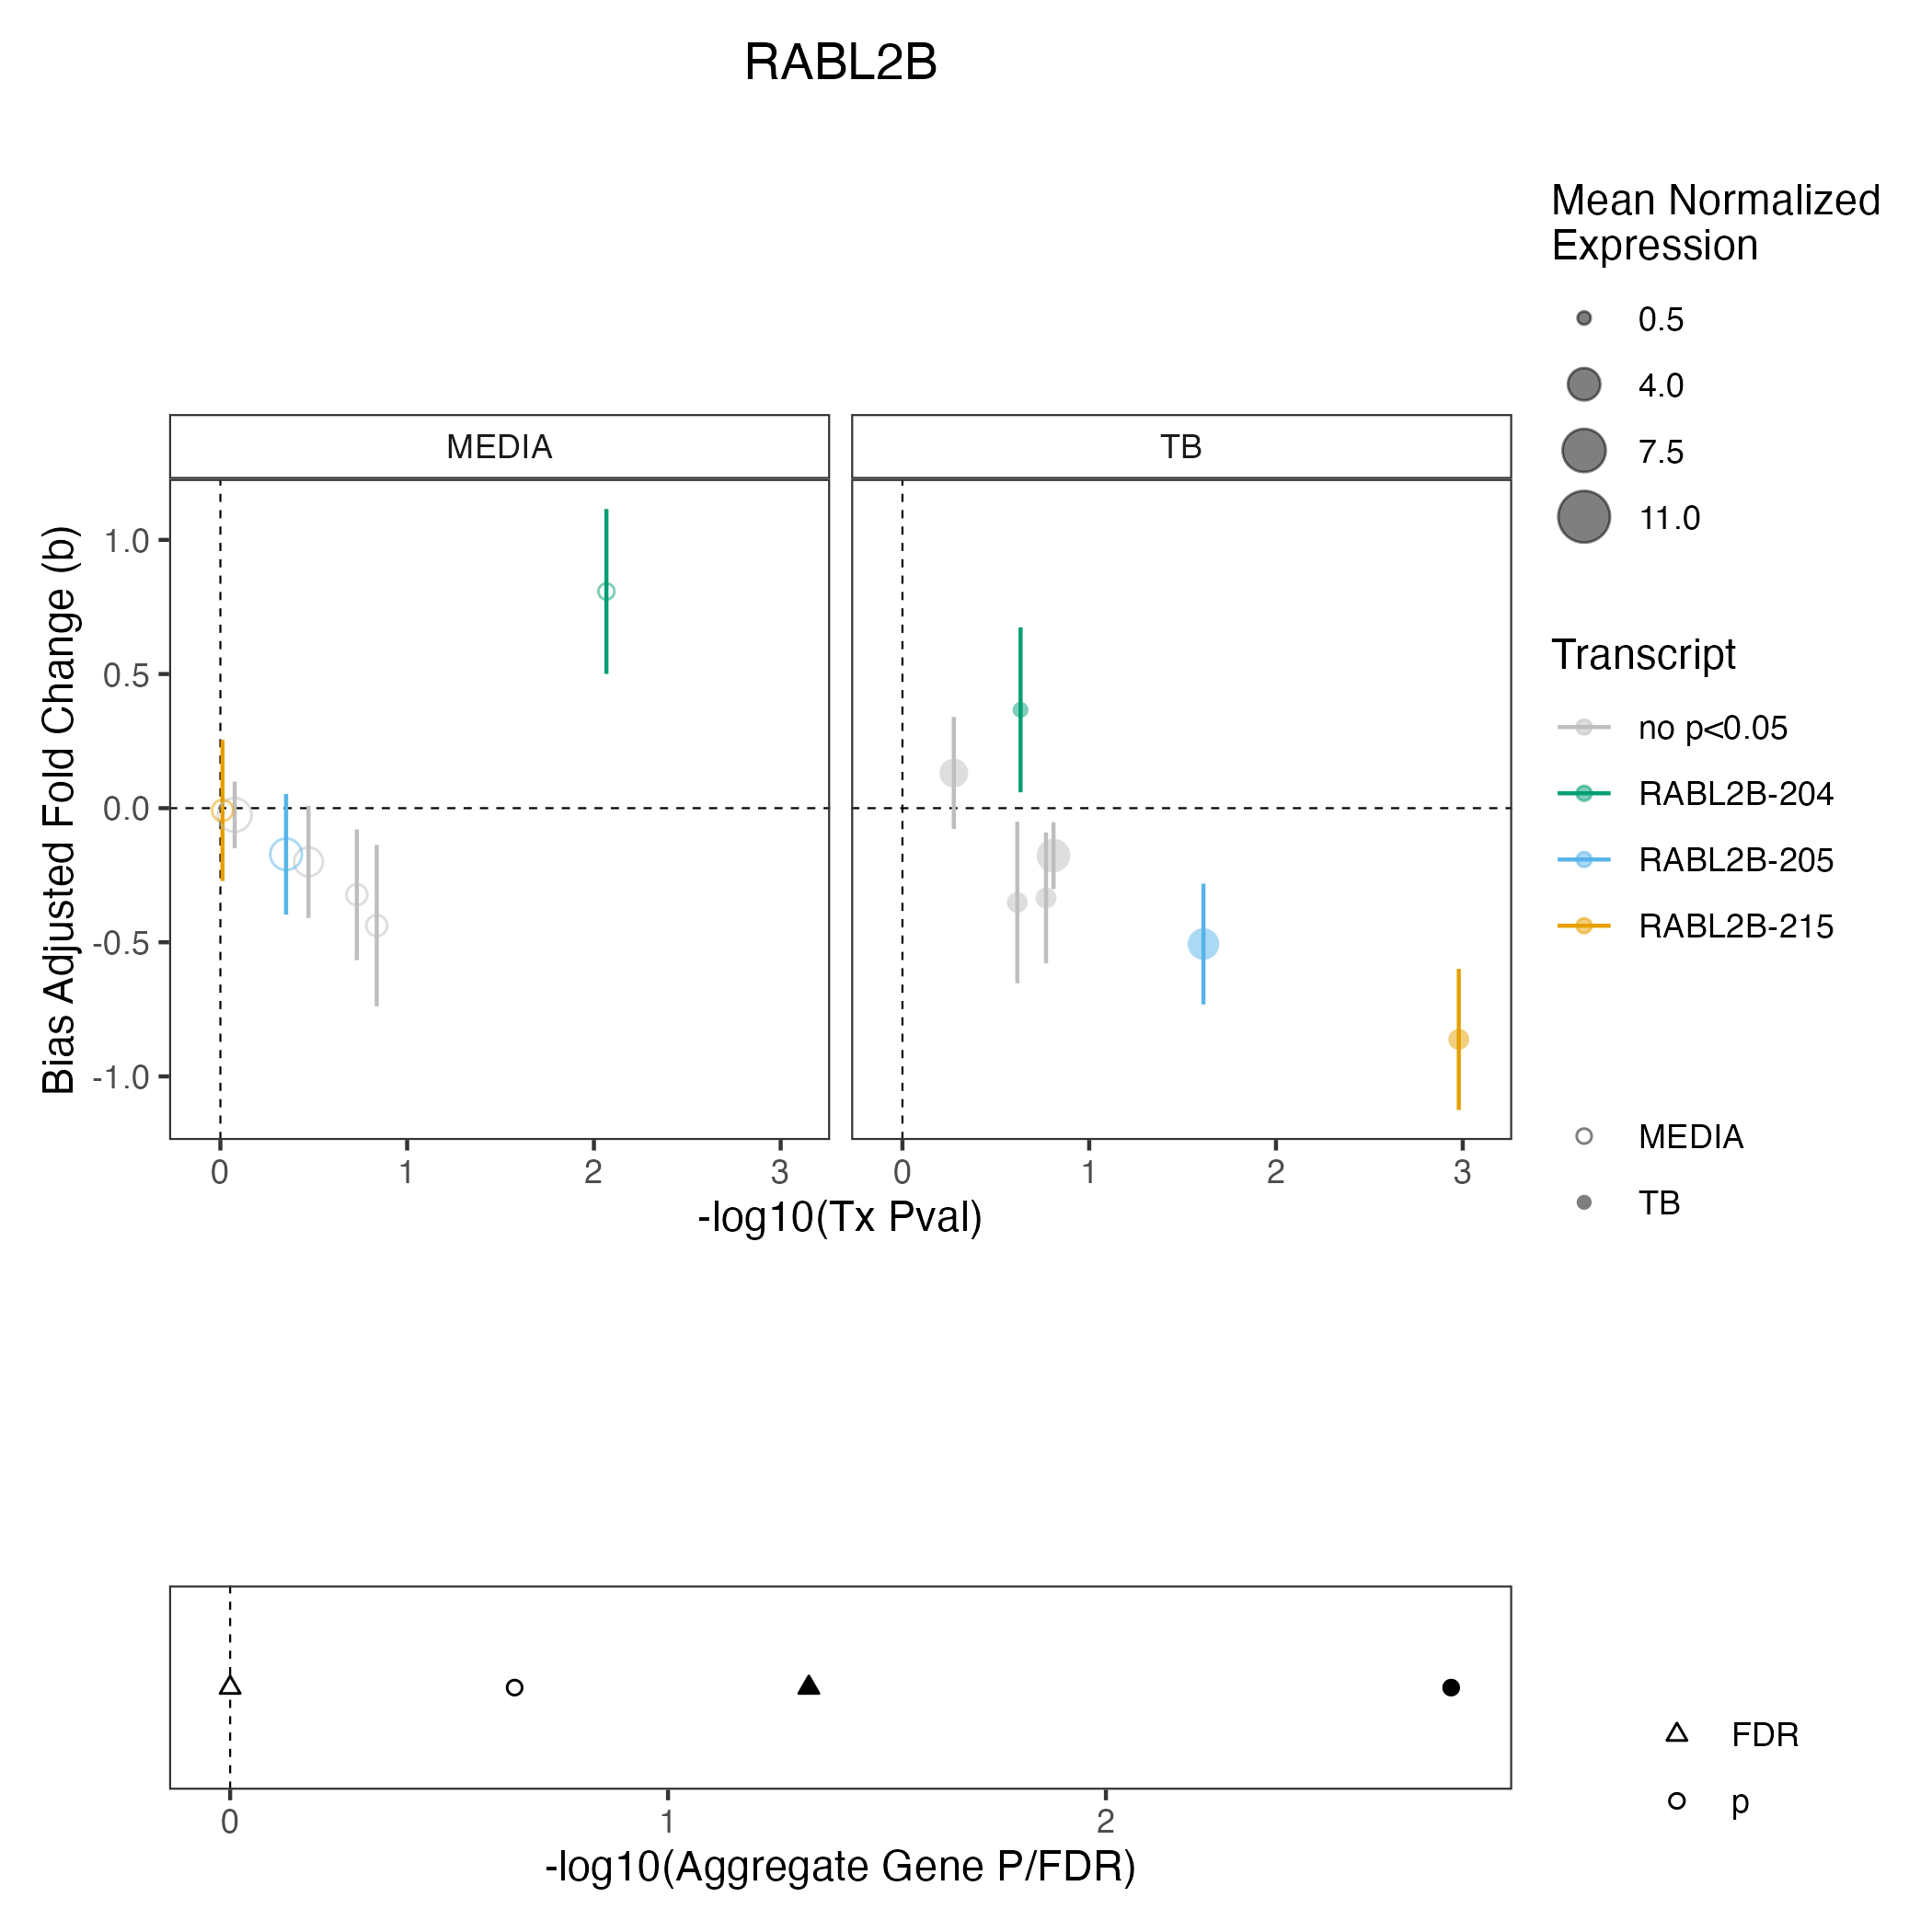 RABL2B
MEDIA
TB
1.0
0.5
0.0
-0.5
-1.0
Bias Adjusted Fold Change (b)
0 1 2 3
0 1 2 3
-log10(Tx Pval)
Mean Normalized
Expression
0.5
4.0
7.5
11.0
Transcript
no p<0.05
RABL2B-204
RABL2B-205
RABL2B-215
MEDIA
TB
0 1 2
-log10(Aggregate Gene P/FDR)
FDR
p